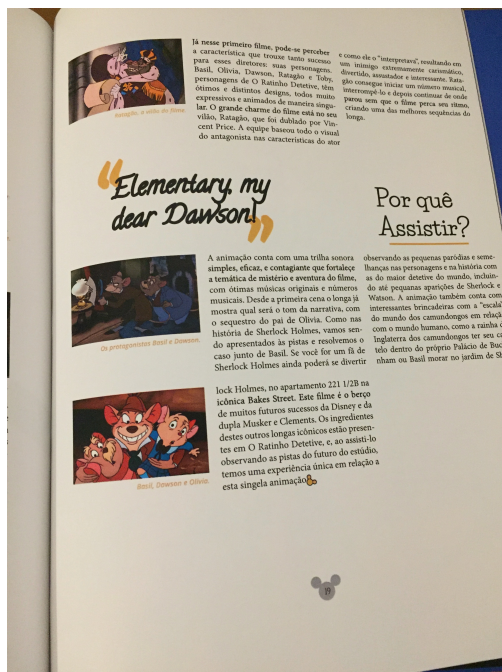 Já nesse primeiro filme, pode-se perceber
a característica que trouxe tanto sucesso
para esses diretores: suas personagens.
Basil, Olivia, Dawson, Ratagão e Toby,
personagens de O Ratinho Detetive, têm
ótimos e distintos designs, todos muito
expressivos e animados de maneira singu-
lar. O grande charme do filme está no seu
vilão, Ratagão, que foi dublado por Vin-
cent Price. A equipe baseou todo o visual
do antagonista nas características do ator
e como ele o "interpretava", resultando em
um inimigo extremamente carismático,
divertido, assustador e interessante. Rata-
gão consegue iniciar um número musical,
interrompê-lo e depois continuar de onde
parou sem que o filme perca seu ritmo,
criando uma das melhores sequências do
longa.
Ratagão, o vilão do filme.
"Elementary, my
dear Dawson!"
Por quê
Assistir?
A animação conta com uma trilha sonora
simples, eficaz, e contagiante que fortalece
a temática de mistério e aventura do filme,
com ótimas músicas originais e números
musicais. Desde a primeira cena o longa já
mostra qual será o tom da narrativa, com
o sequestro do pai de Olivia. Como nas
história de Sherlock Holmes, vamos sen-
do apresentados às pistas e resolvemos o
caso junto de Basil. Se você for um fã de
Sherlock Holmes ainda poderá se divertir
observando as pequenas paródias e seme-
lhanças nas personagens e na história com
as do maior detetive do mundo, incluin-
do até pequenas aparições de Sherlock e
Watson. A animação também conta com
interessantes brincadeiras com a "escala"
do mundo dos camundongos em relaçã
com o mundo humano, como a rainha d
Inglaterra dos camundongos ter seu ca
telo dentro do próprio Palácio de Buc
nham ou Basil morar no jardim de Sh
Os protagonistas Basil e Dawson.
lock Holmes, no apartamento 221 1/2B na
icônica Bakes Street. Este filme é o berço
de muitos futuros sucessos da Disney e da
dupla Musker e Clements. Os ingredientes
destes outros longas icônicos estão presen-
tes em O Ratinho Detetive, e, ao assisti-lo
observando as pistas do futuro do estúdio,
temos uma experiência única em relação a
esta singela animação
Basil, Dawson e Olivia.
19